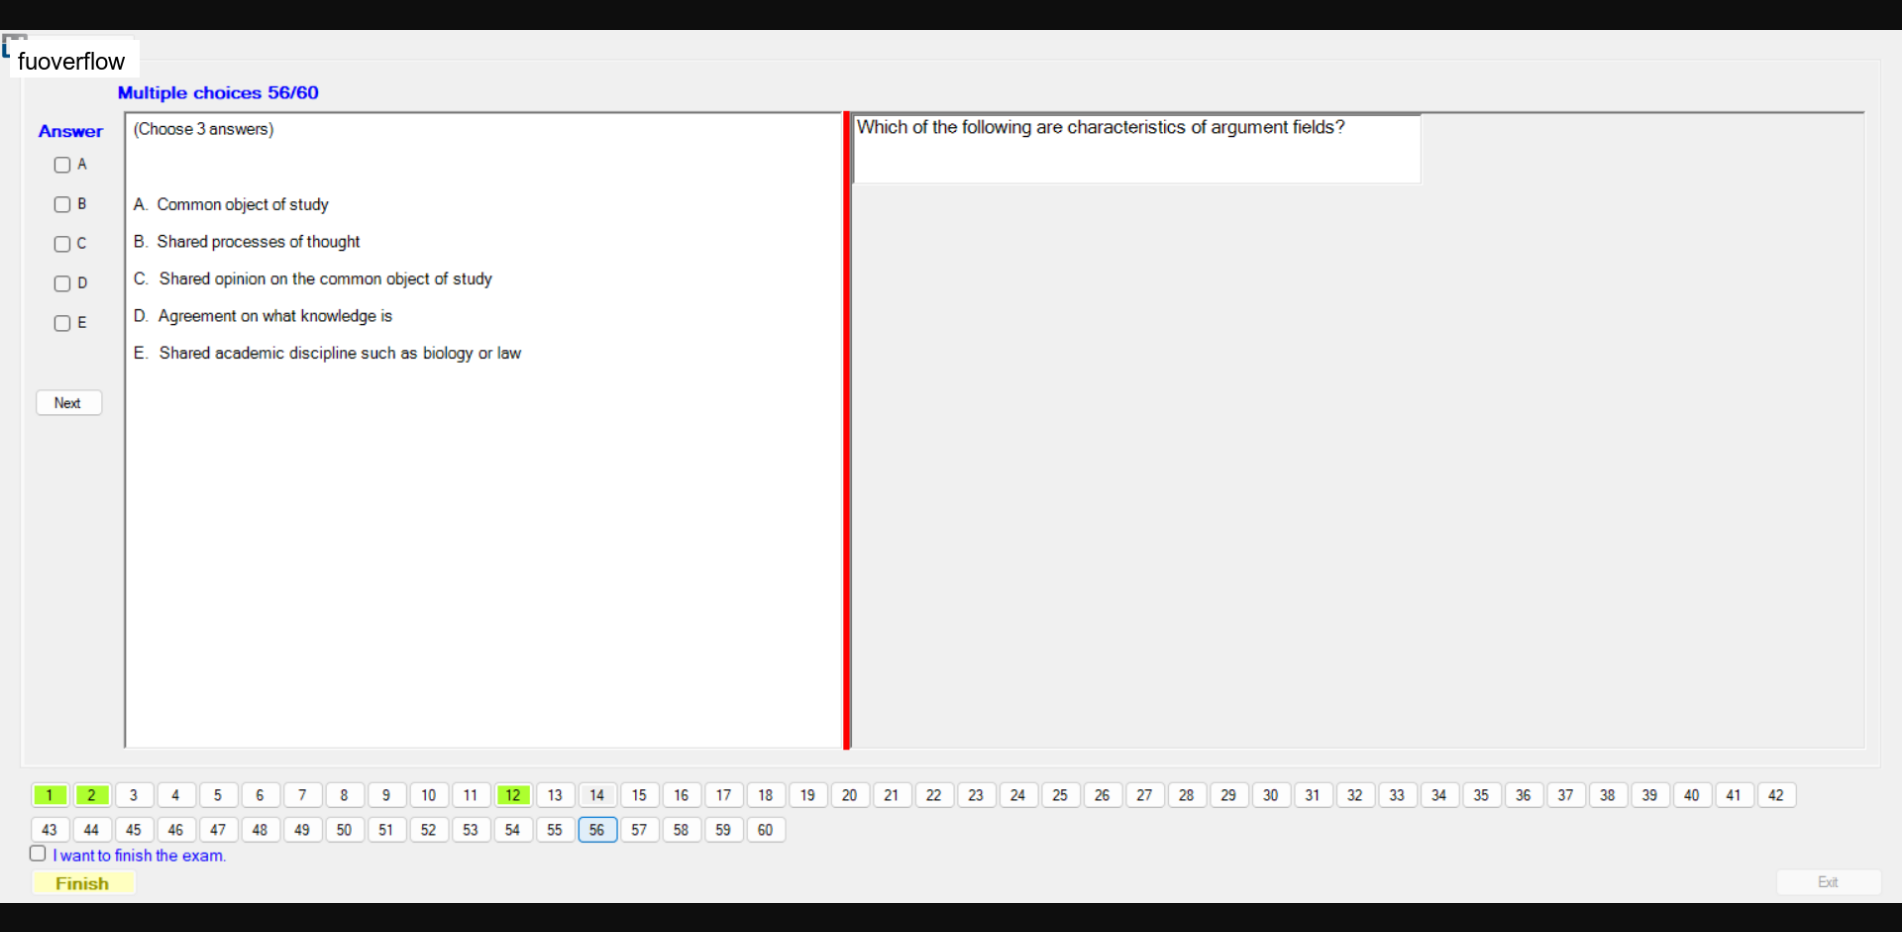 fuoverflow
Multiple choices 56/60
Answer
A
B
C
D
E
Next
(Choose 3 answers)
A. Common object of study
B. Shared processes of thought
C. Shared opinion on the common object of study
D. Agreement on what knowledge is
E. Shared academic discipline such as biology or law
Which of the following are characteristics of argument fields?
1 2 3 4 5 6 7 8 9 10 11 12 13 14 15 16 17 18 19 20 21 22 23 24 25 26 27 28 29 30 31 32 33 34 35 36 37 38 39 40 41 42
43 44 45 46 47 48 49 50 51 52 53 54 55 56 57 58 59 60
I want to finish the exam.
Finish
Exit